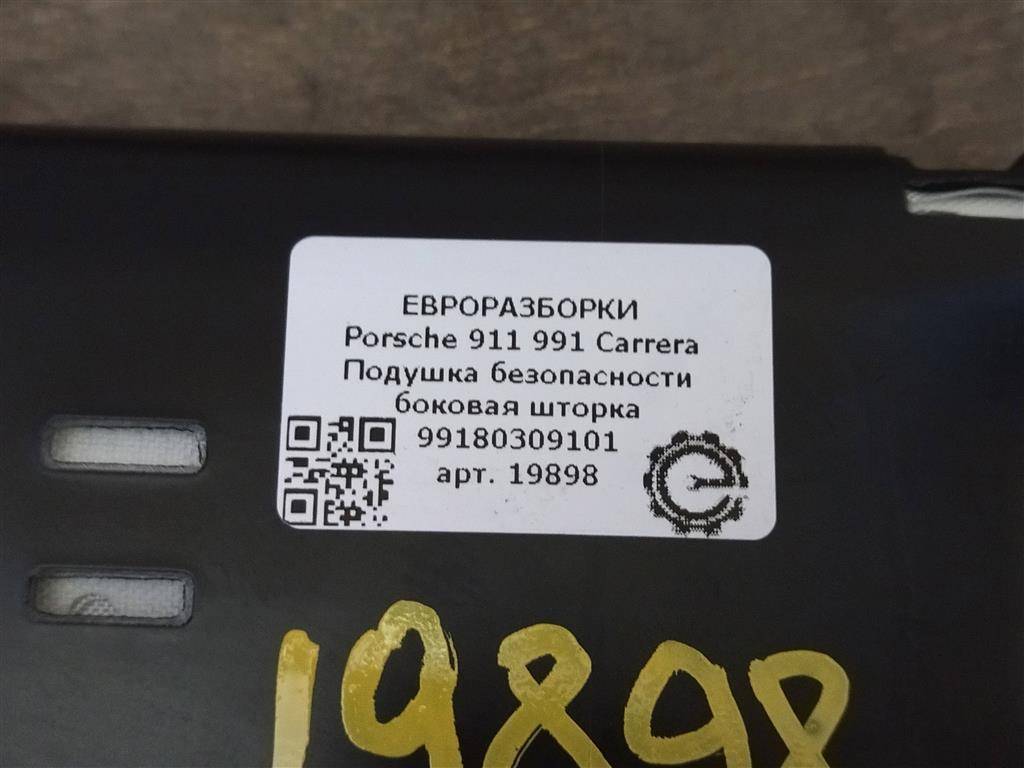 ЕВРОРАЗБОРКИ
Porsche 911 991 Carrera
Подушка безопасности
боковая шторка
99180309101
арт. 19898
19898